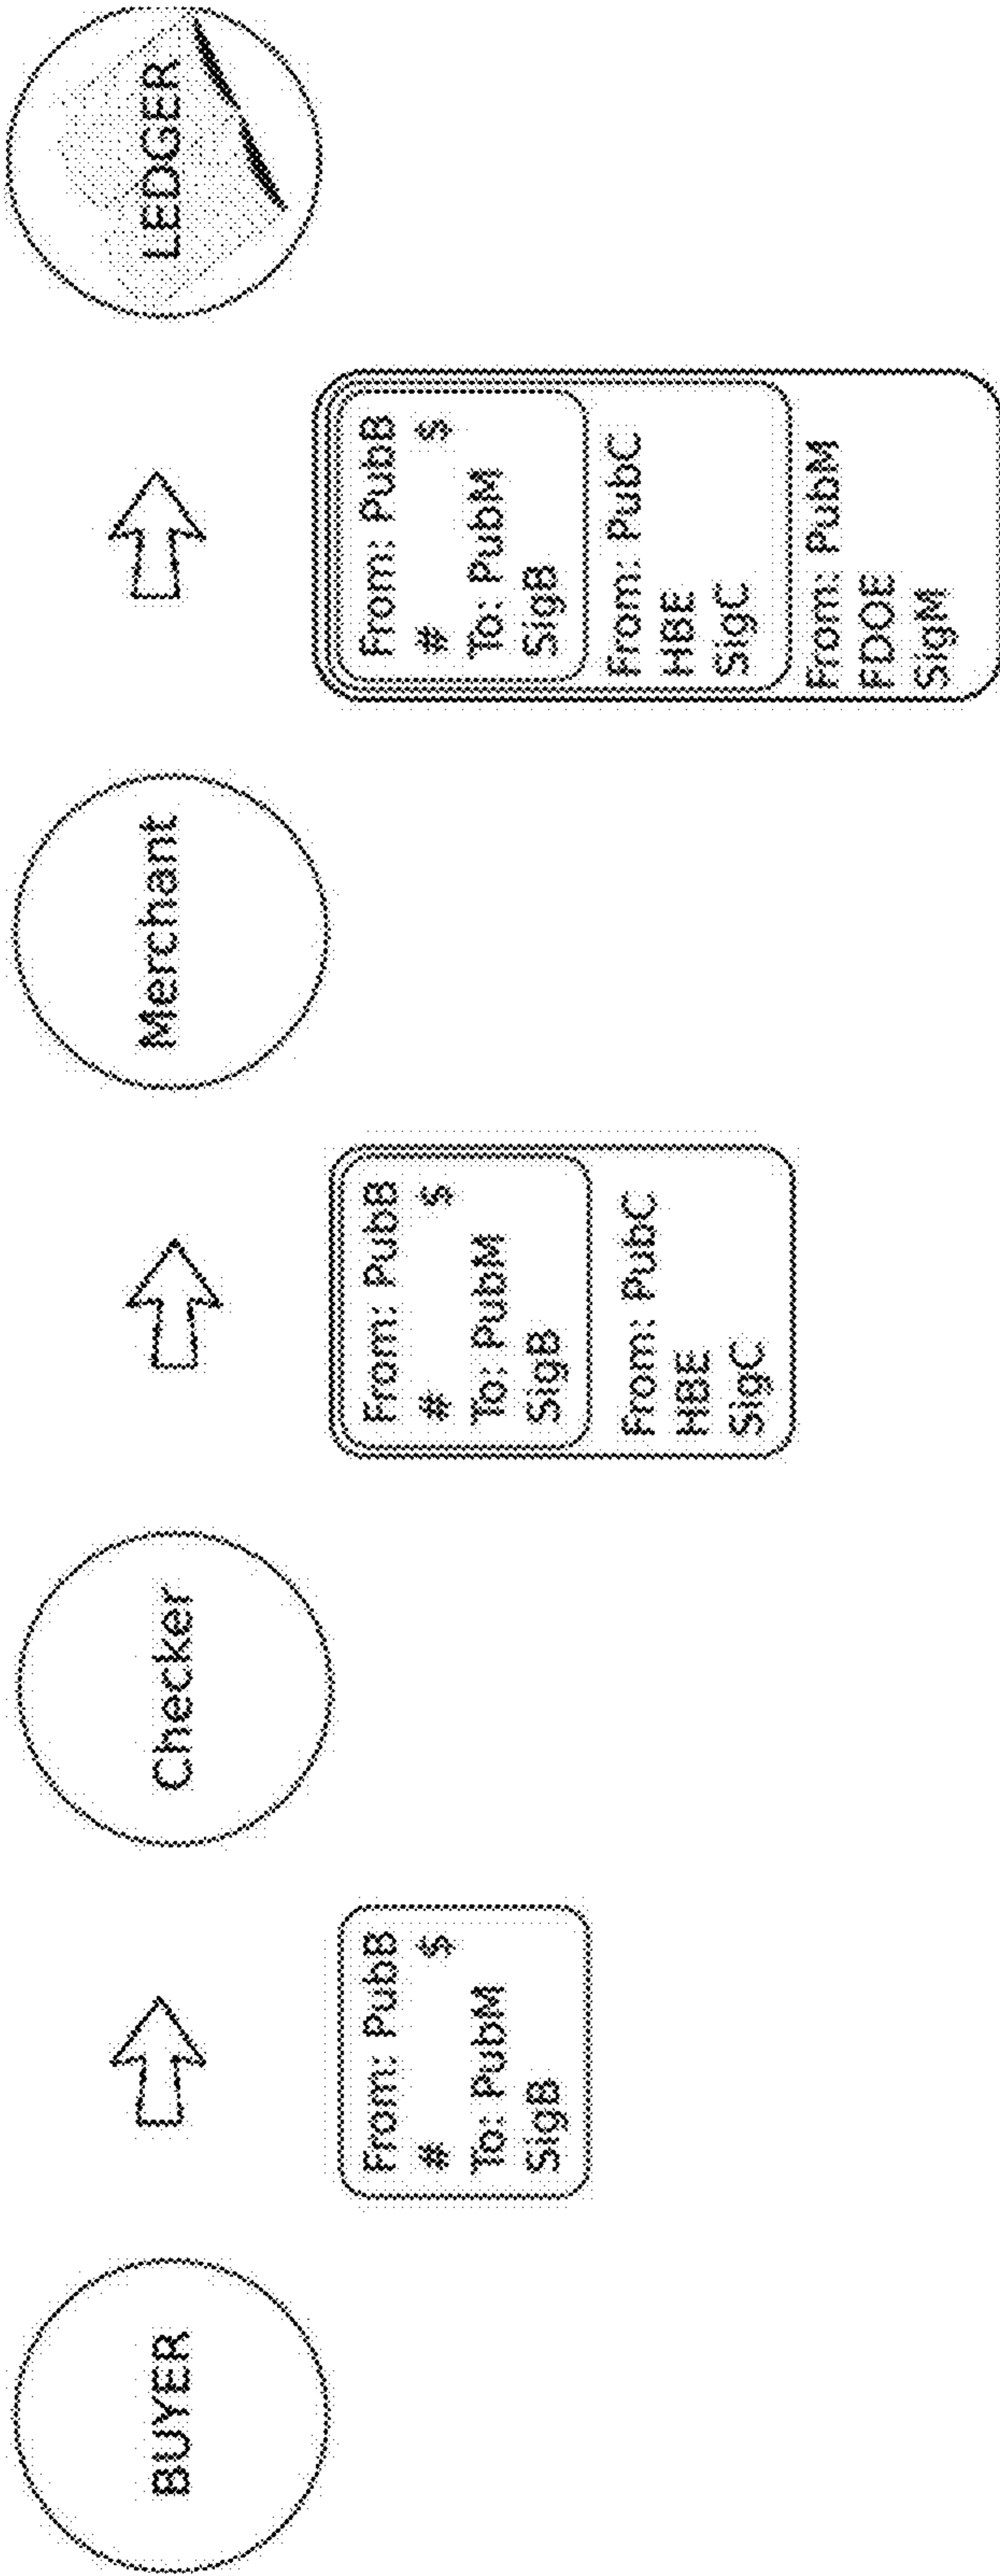 BUYER
From: PubB
# $
To: PubM
SigB
Checker
From: PubB
# $
To: PubM
SigB
From: PubC
HBE
SigC
Merchant
From: PubB
# $
To: PubM
SigB
From: PubC
HBE
SigC
From: PubM
FDOE
SigM
LEDGER